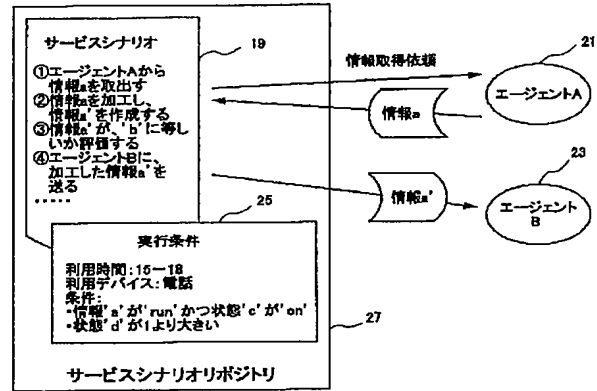 サービスシナリオ
①エージェントAから
情報aを取出す
②情報aを加工し、
情報a'を作成する
③情報a'が、'b'に等し
いか評価する
④エージェントBに、
加工した情報a'を
送る
・・・・・
19
情報取得依頼
21
エージェントA
情報a
23
エージェント
B
情報a'
25
実行条件
利用時間:15-18
利用デバイス:電話
条件:
・情報'a'が'run'かつ状態'c'が'on'
・状態'd'が1より大きい
27
サービスシナリオリポジトリ